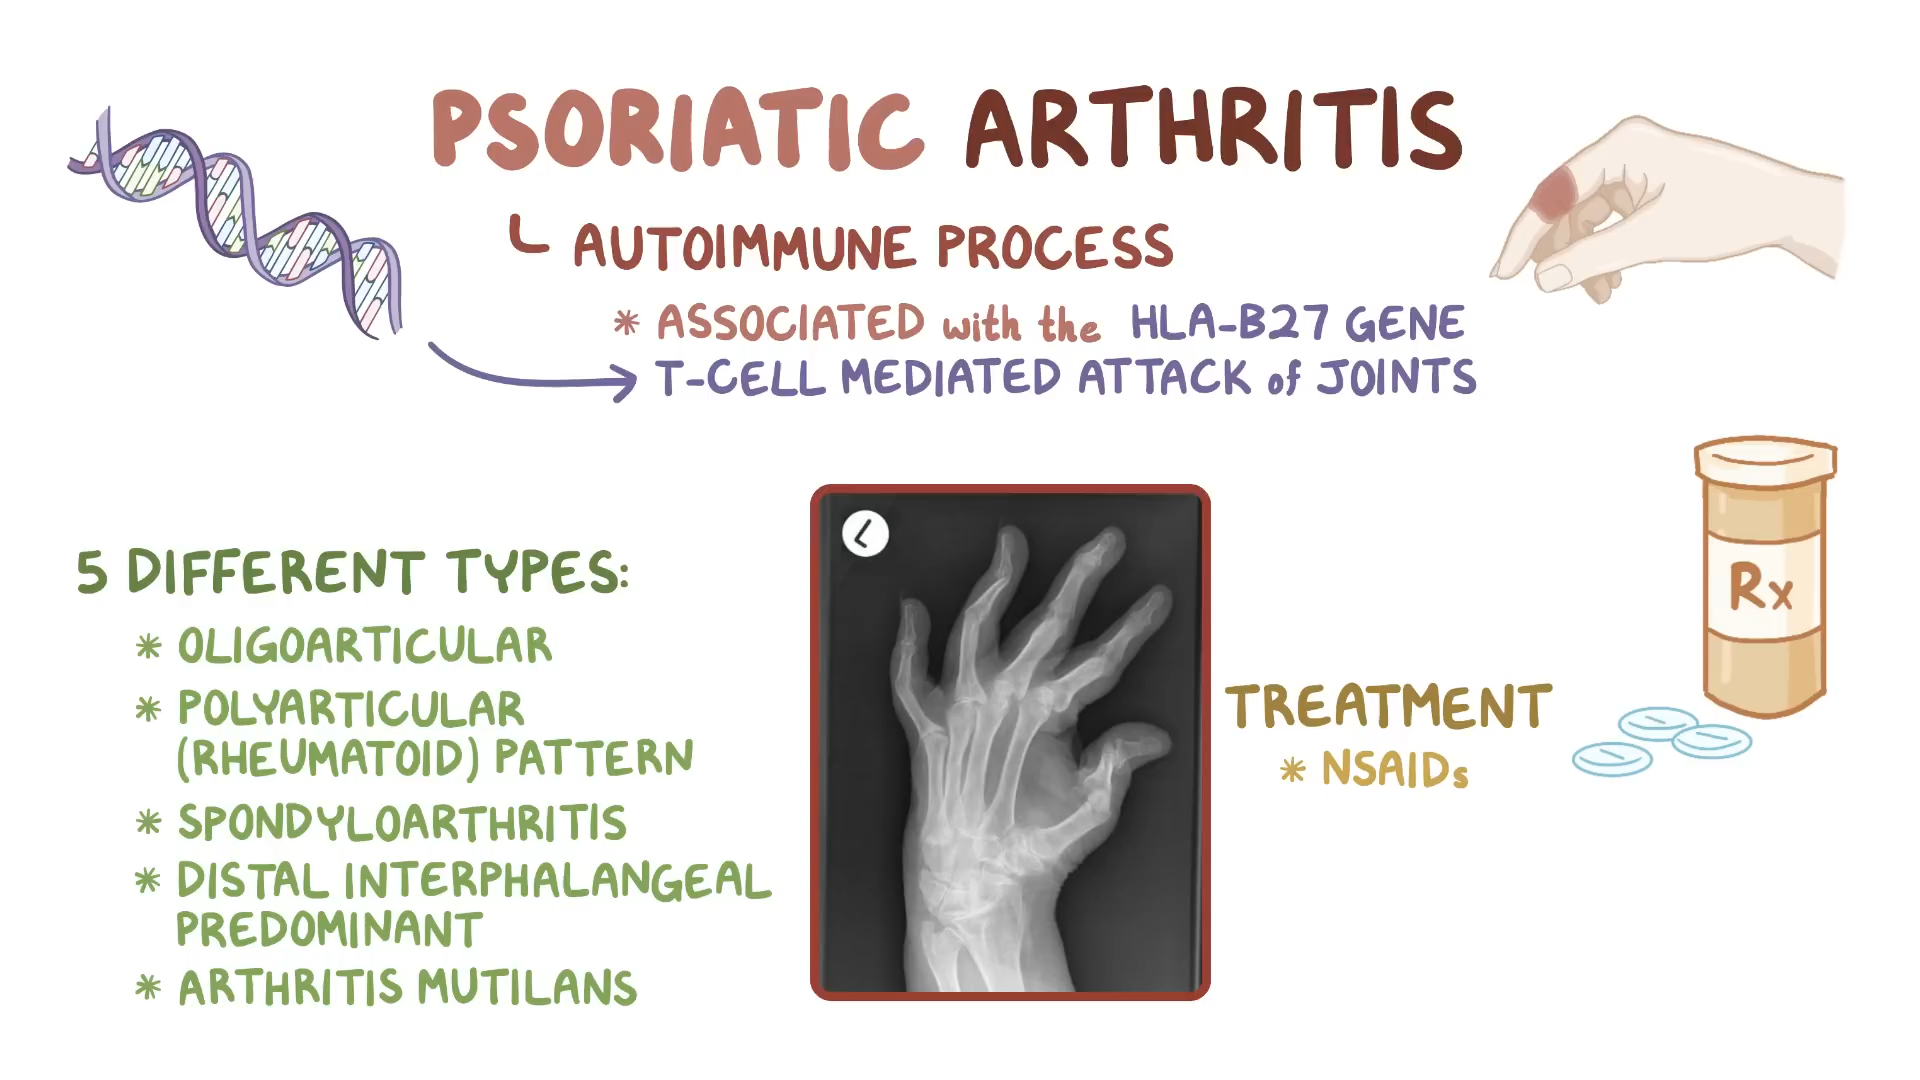 PSORIATIC ARTHRITIS
AUTOIMMUNE PROCESS
* ASSOCIATED with the HLA-B27 GENE
T-CELL MEDIATED ATTACK of JOINTS
5 DIFFERENT TYPES:
* OLIGOARTICULAR
* POLYARTICULAR
(RHEUMATOID) PATTERN
* SPONDYLOARTHRITIS
* DISTAL INTERPHALANGEAL
PREDOMINANT
* ARTHRITIS MUTILANS
L
TREATMENT
* NSAIDs
Rx